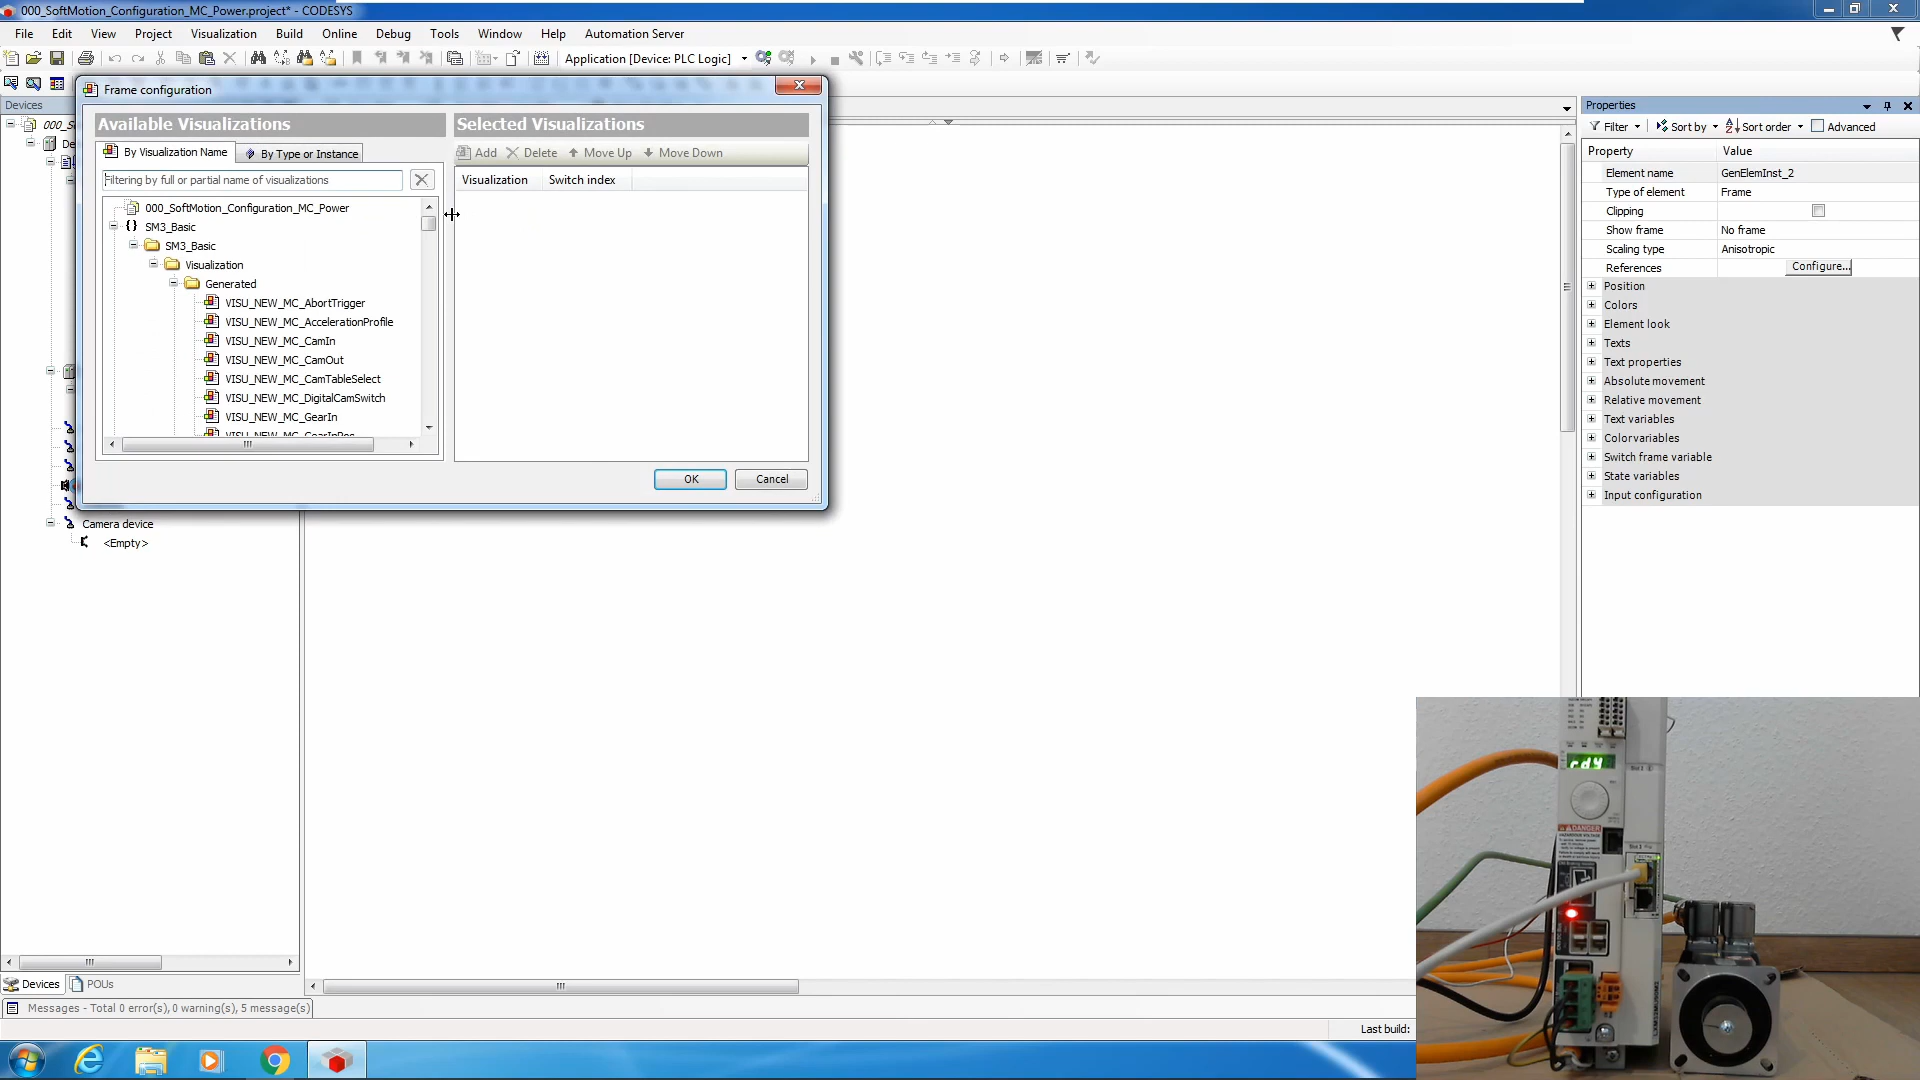 000_SoftMotion_Configuration_MC_Power.project* - CODESYS
File Edit View Project Visualization Build Online Debug Tools Window Help Automation Server
Application [Device: PLC Logic]
Devices
000_S
De
Camera device
<Empty>
Devices POUs
Messages - Total 0 error(s), 0 warning(s), 5 message(s)
Last build:
Frame configuration
Available Visualizations
By Visualization Name By Type or Instance
Filtering by full or partial name of visualizations
000_SoftMotion_Configuration_MC_Power
{} SM3_Basic
SM3_Basic
Visualization
Generated
VISU_NEW_MC_AbortTrigger
VISU_NEW_MC_AccelerationProfile
VISU_NEW_MC_CamIn
VISU_NEW_MC_CamOut
VISU_NEW_MC_CamTableSelect
VISU_NEW_MC_DigitalCamSwitch
VISU_NEW_MC_GearIn
VISU_NEW_MC_GearInPos
Selected Visualizations
Add Delete Move Up Move Down
Visualization Switch index
OK Cancel
Properties
Filter Sort by Sort order Advanced
Property Value
Element name GenElemInst_2
Type of element Frame
Clipping
Show frame No frame
Scaling type Anisotropic
References Configure...
Position
Colors
Element look
Texts
Text properties
Absolute movement
Relative movement
Text variables
Colorvariables
Switch frame variable
State variables
Input configuration
rdy
DANGER